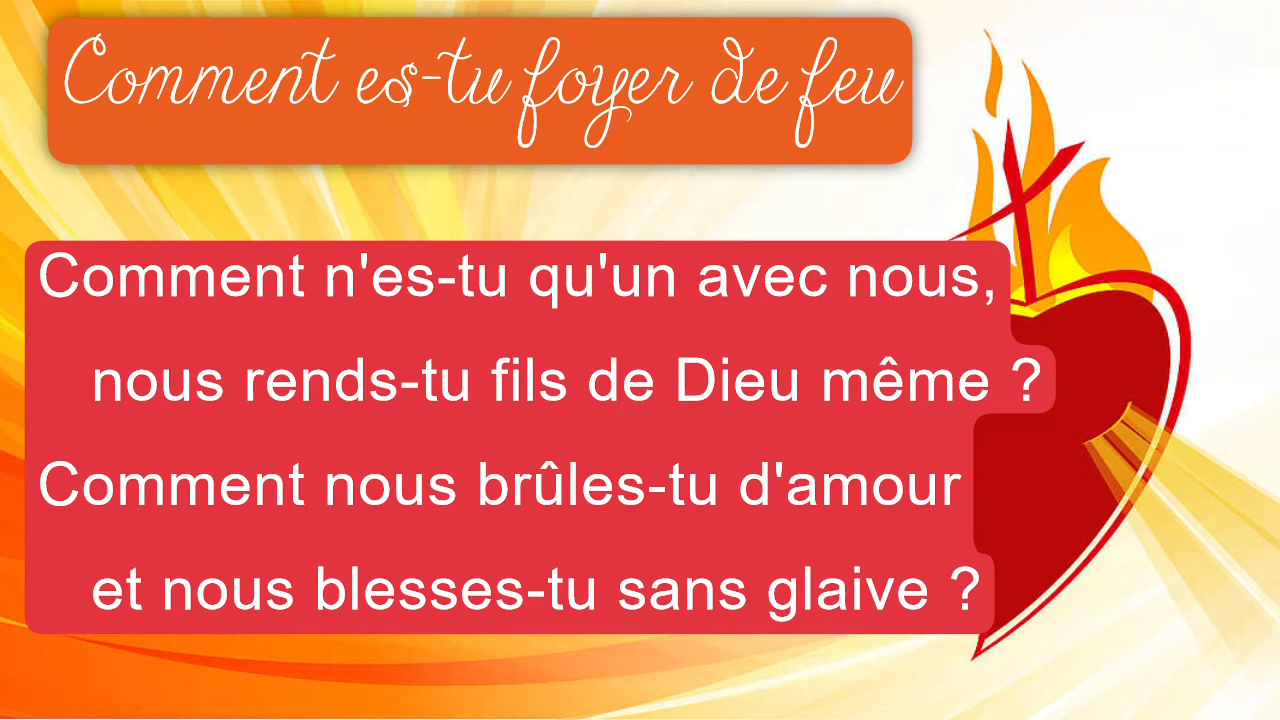 Comment es-tu foyer de feu
Comment n'es-tu qu'un avec nous,
nous rends-tu fils de Dieu même ?
Comment nous brûles-tu d'amour
et nous blesses-tu sans glaive ?